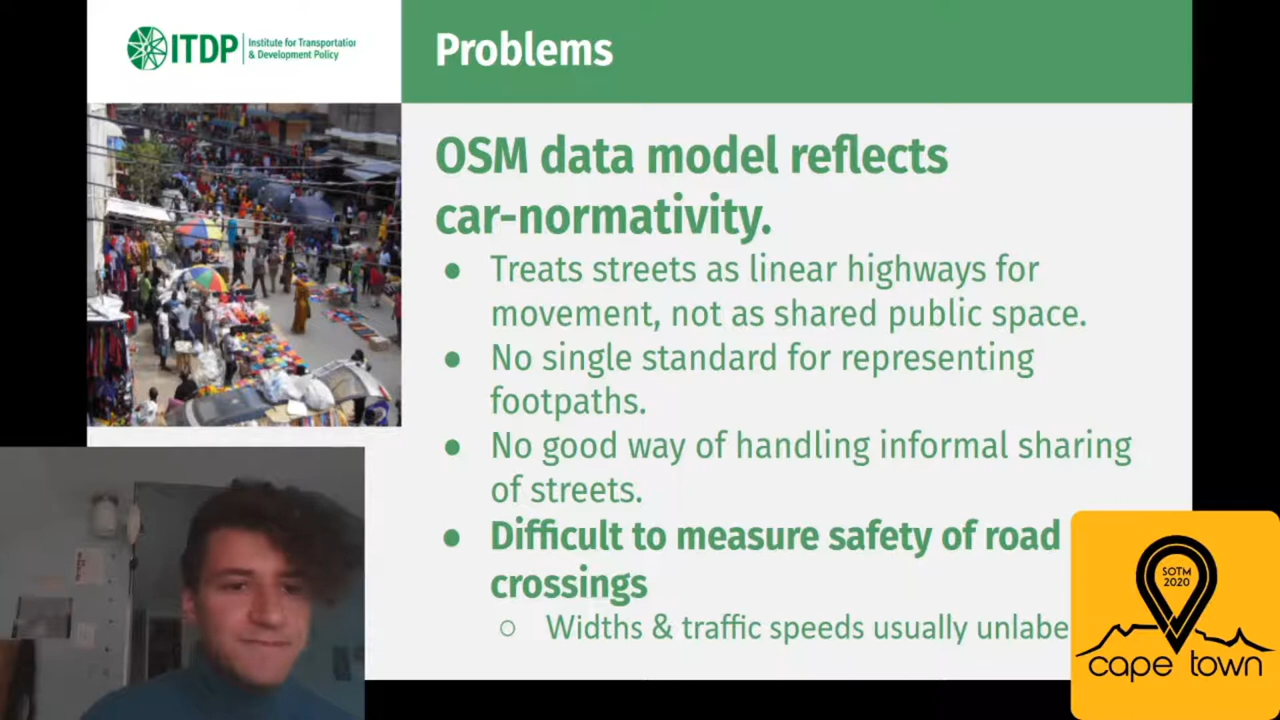 ITDP
Institute for Transportation
& Development Policy
Problems
OSM data model reflects
car-normativity.
● Treats streets as linear highways for
movement, not as shared public space.
● No single standard for representing
footpaths.
● No good way of handling informal sharing
of streets.
● Difficult to measure safety of road
crossings
○ Widths & traffic speeds usually unlabe
SOTM
2020
cape town